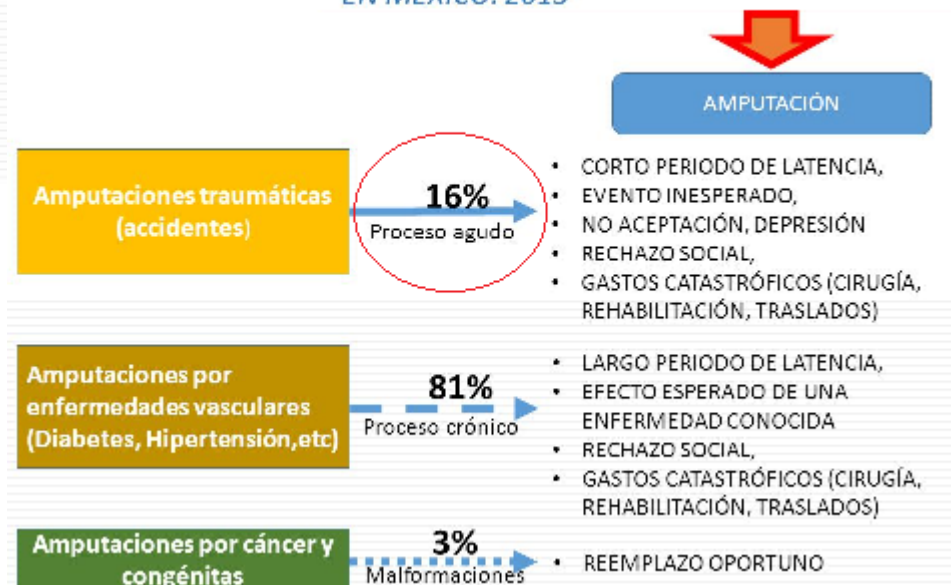 EN MÉXICO. 2015
AMPUTACIÓN
Amputaciones traumáticas
(accidentes)
16%
Proceso agudo
• CORTO PERIODO DE LATENCIA,
• EVENTO INESPERADO,
• NO ACEPTACIÓN, DEPRESIÓN
• RECHAZO SOCIAL,
• GASTOS CATASTRÓFICOS (CIRUGÍA,
REHABILITACIÓN, TRASLADOS)
Amputaciones por
enfermedades vasculares
(Diabetes, Hipertensión,etc)
81%
Proceso crónico
• LARGO PERIODO DE LATENCIA,
• EFECTO ESPERADO DE UNA
ENFERMEDAD CONOCIDA
• RECHAZO SOCIAL,
• GASTOS CATASTRÓFICOS (CIRUGÍA,
REHABILITACIÓN, TRASLADOS)
Amputaciones por cáncer y
congénitas
3%
Malformaciones
• REEMPLAZO OPORTUNO